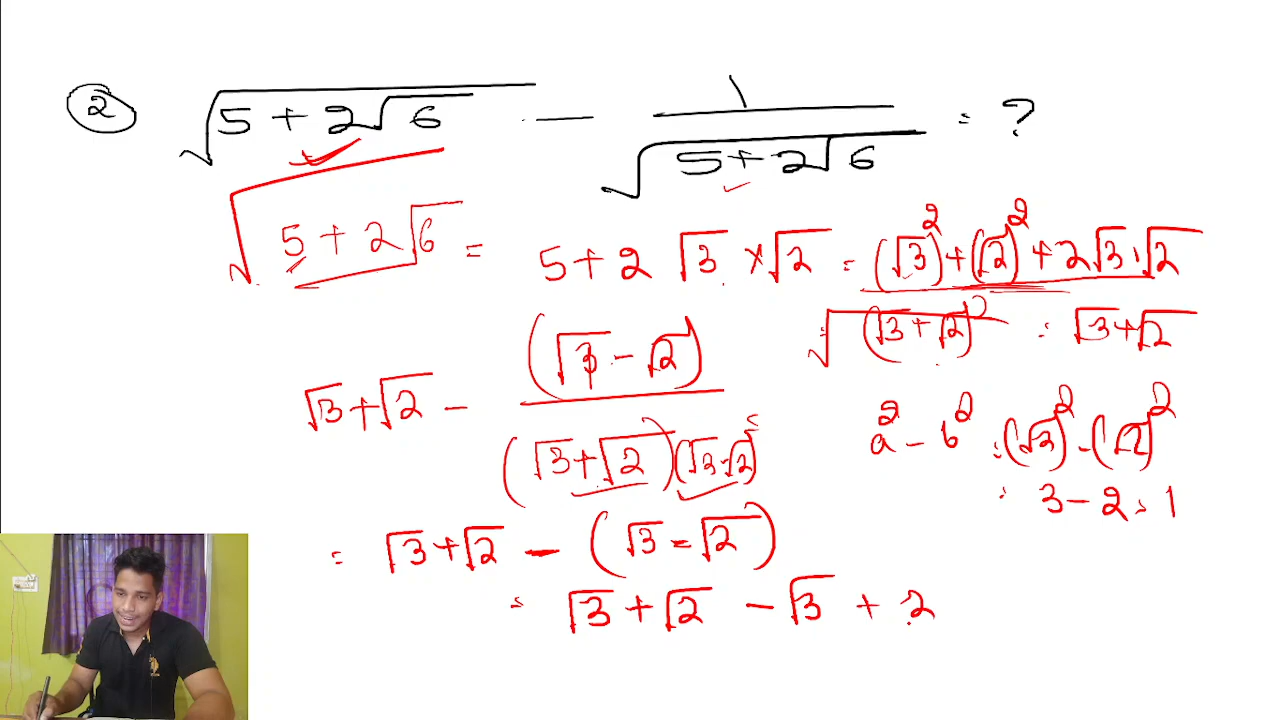 ② √(5 + 2√6) - 1/√(5 + 2√6) = ?
√(5 + 2√6) = 5 + 2 √3 × √2 = (√3)² + (√2)² + 2√3 . √2
√(√3 + √2)² = √3 + √2
√3 + √2 - (√3 - √2)/((√3 + √2)(√3 - √2))
a² - b² = (√3)² - (√2)²
= 3 - 2 = 1
= √3 + √2 - (√3 - √2)
= √3 + √2 - √3 + 2